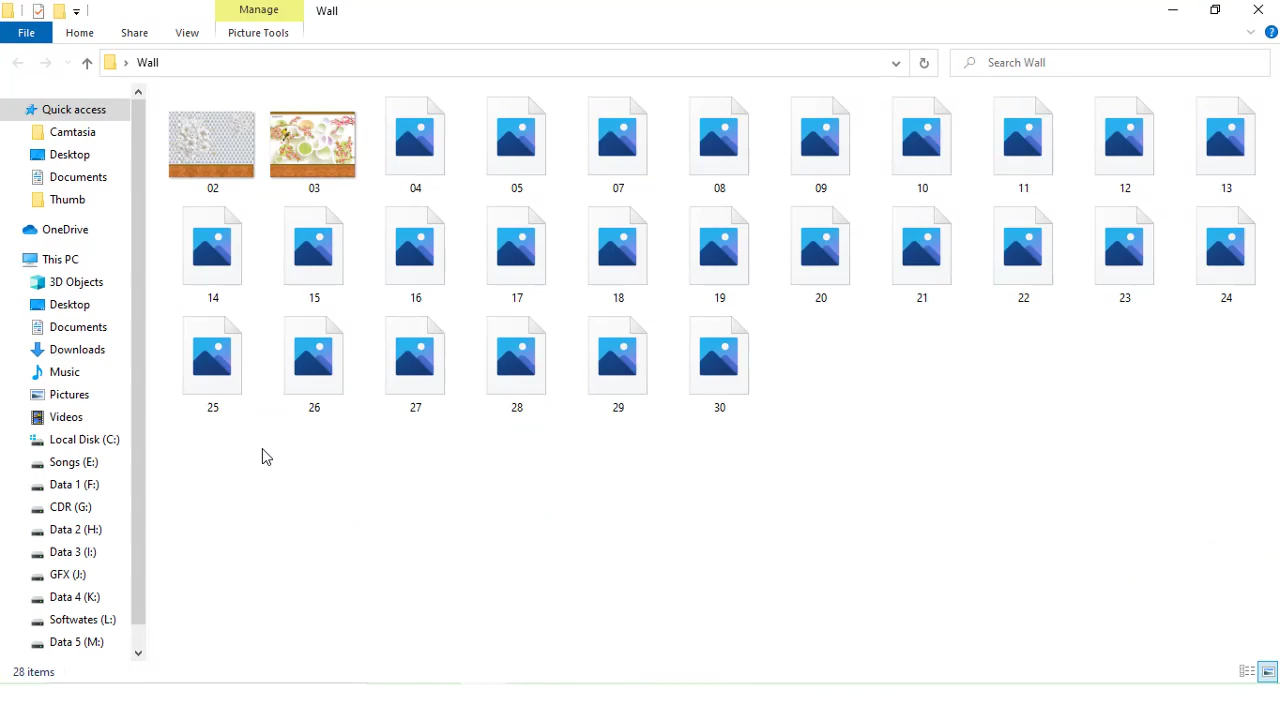 Manage
Wall
File
Home
Share
View
Picture Tools
Wall
Search Wall
Quick access
Camtasia
Desktop
Documents
Thumb
OneDrive
This PC
3D Objects
Desktop
Documents
Downloads
Music
Pictures
Videos
Local Disk (C:)
Songs (E:)
Data 1 (F:)
CDR (G:)
Data 2 (H:)
Data 3 (I:)
GFX (J:)
Data 4 (K:)
Softwates (L:)
Data 5 (M:)
02 03 04 05 07 08 09 10 11 12 13
14 15 16 17 18 19 20 21 22 23 24
25 26 27 28 29 30
28 items